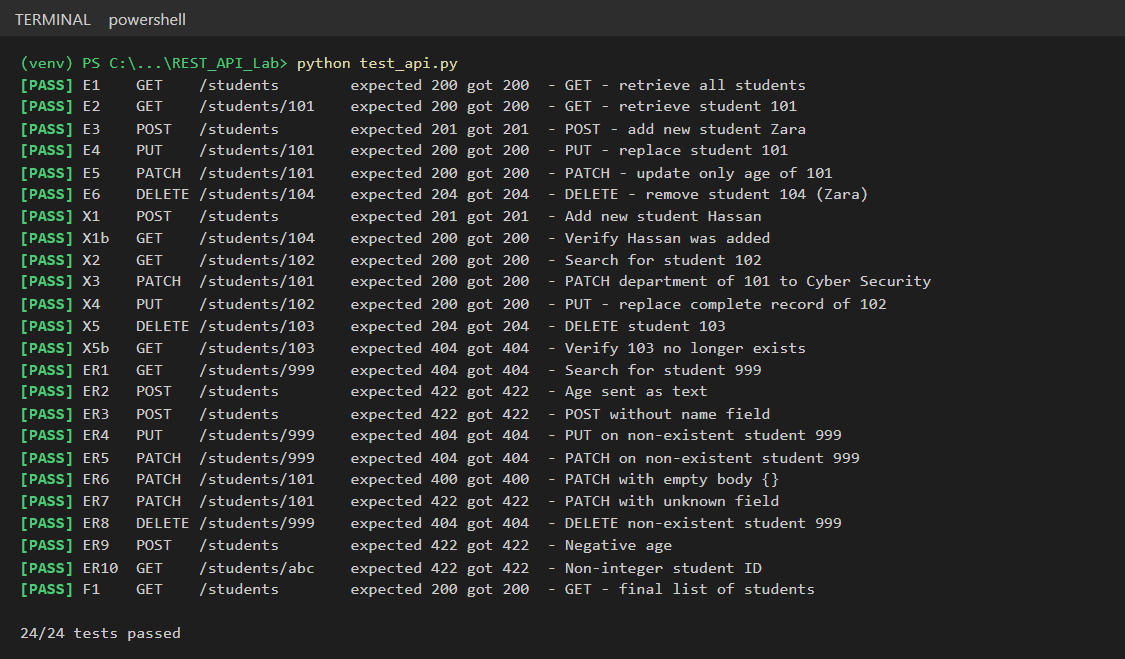 TERMINAL powershell
(venv) PS C:\...\REST_API_Lab> python test_api.py
[PASS] E1 GET /students expected 200 got 200 - GET - retrieve all students
[PASS] E2 GET /students/101 expected 200 got 200 - GET - retrieve student 101
[PASS] E3 POST /students expected 201 got 201 - POST - add new student Zara
[PASS] E4 PUT /students/101 expected 200 got 200 - PUT - replace student 101
[PASS] E5 PATCH /students/101 expected 200 got 200 - PATCH - update only age of 101
[PASS] E6 DELETE /students/104 expected 204 got 204 - DELETE - remove student 104 (Zara)
[PASS] X1 POST /students expected 201 got 201 - Add new student Hassan
[PASS] X1b GET /students/104 expected 200 got 200 - Verify Hassan was added
[PASS] X2 GET /students/102 expected 200 got 200 - Search for student 102
[PASS] X3 PATCH /students/101 expected 200 got 200 - PATCH department of 101 to Cyber Security
[PASS] X4 PUT /students/102 expected 200 got 200 - PUT - replace complete record of 102
[PASS] X5 DELETE /students/103 expected 204 got 204 - DELETE student 103
[PASS] X5b GET /students/103 expected 404 got 404 - Verify 103 no longer exists
[PASS] ER1 GET /students/999 expected 404 got 404 - Search for student 999
[PASS] ER2 POST /students expected 422 got 422 - Age sent as text
[PASS] ER3 POST /students expected 422 got 422 - POST without name field
[PASS] ER4 PUT /students/999 expected 404 got 404 - PUT on non-existent student 999
[PASS] ER5 PATCH /students/999 expected 404 got 404 - PATCH on non-existent student 999
[PASS] ER6 PATCH /students/101 expected 400 got 400 - PATCH with empty body {}
[PASS] ER7 PATCH /students/101 expected 422 got 422 - PATCH with unknown field
[PASS] ER8 DELETE /students/999 expected 404 got 404 - DELETE non-existent student 999
[PASS] ER9 POST /students expected 422 got 422 - Negative age
[PASS] ER10 GET /students/abc expected 422 got 422 - Non-integer student ID
[PASS] F1 GET /students expected 200 got 200 - GET - final list of students
24/24 tests passed